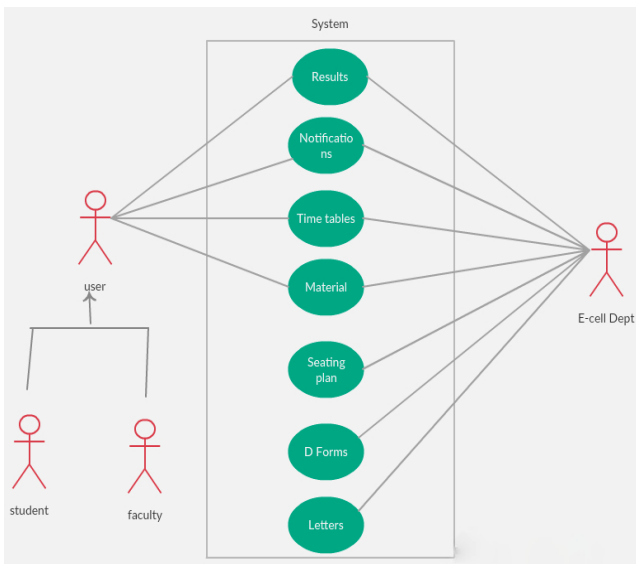 System
Results
Notificatio
ns
Time tables
Material
user
E-cell Dept
Seating
plan
D Forms
student
faculty
Letters